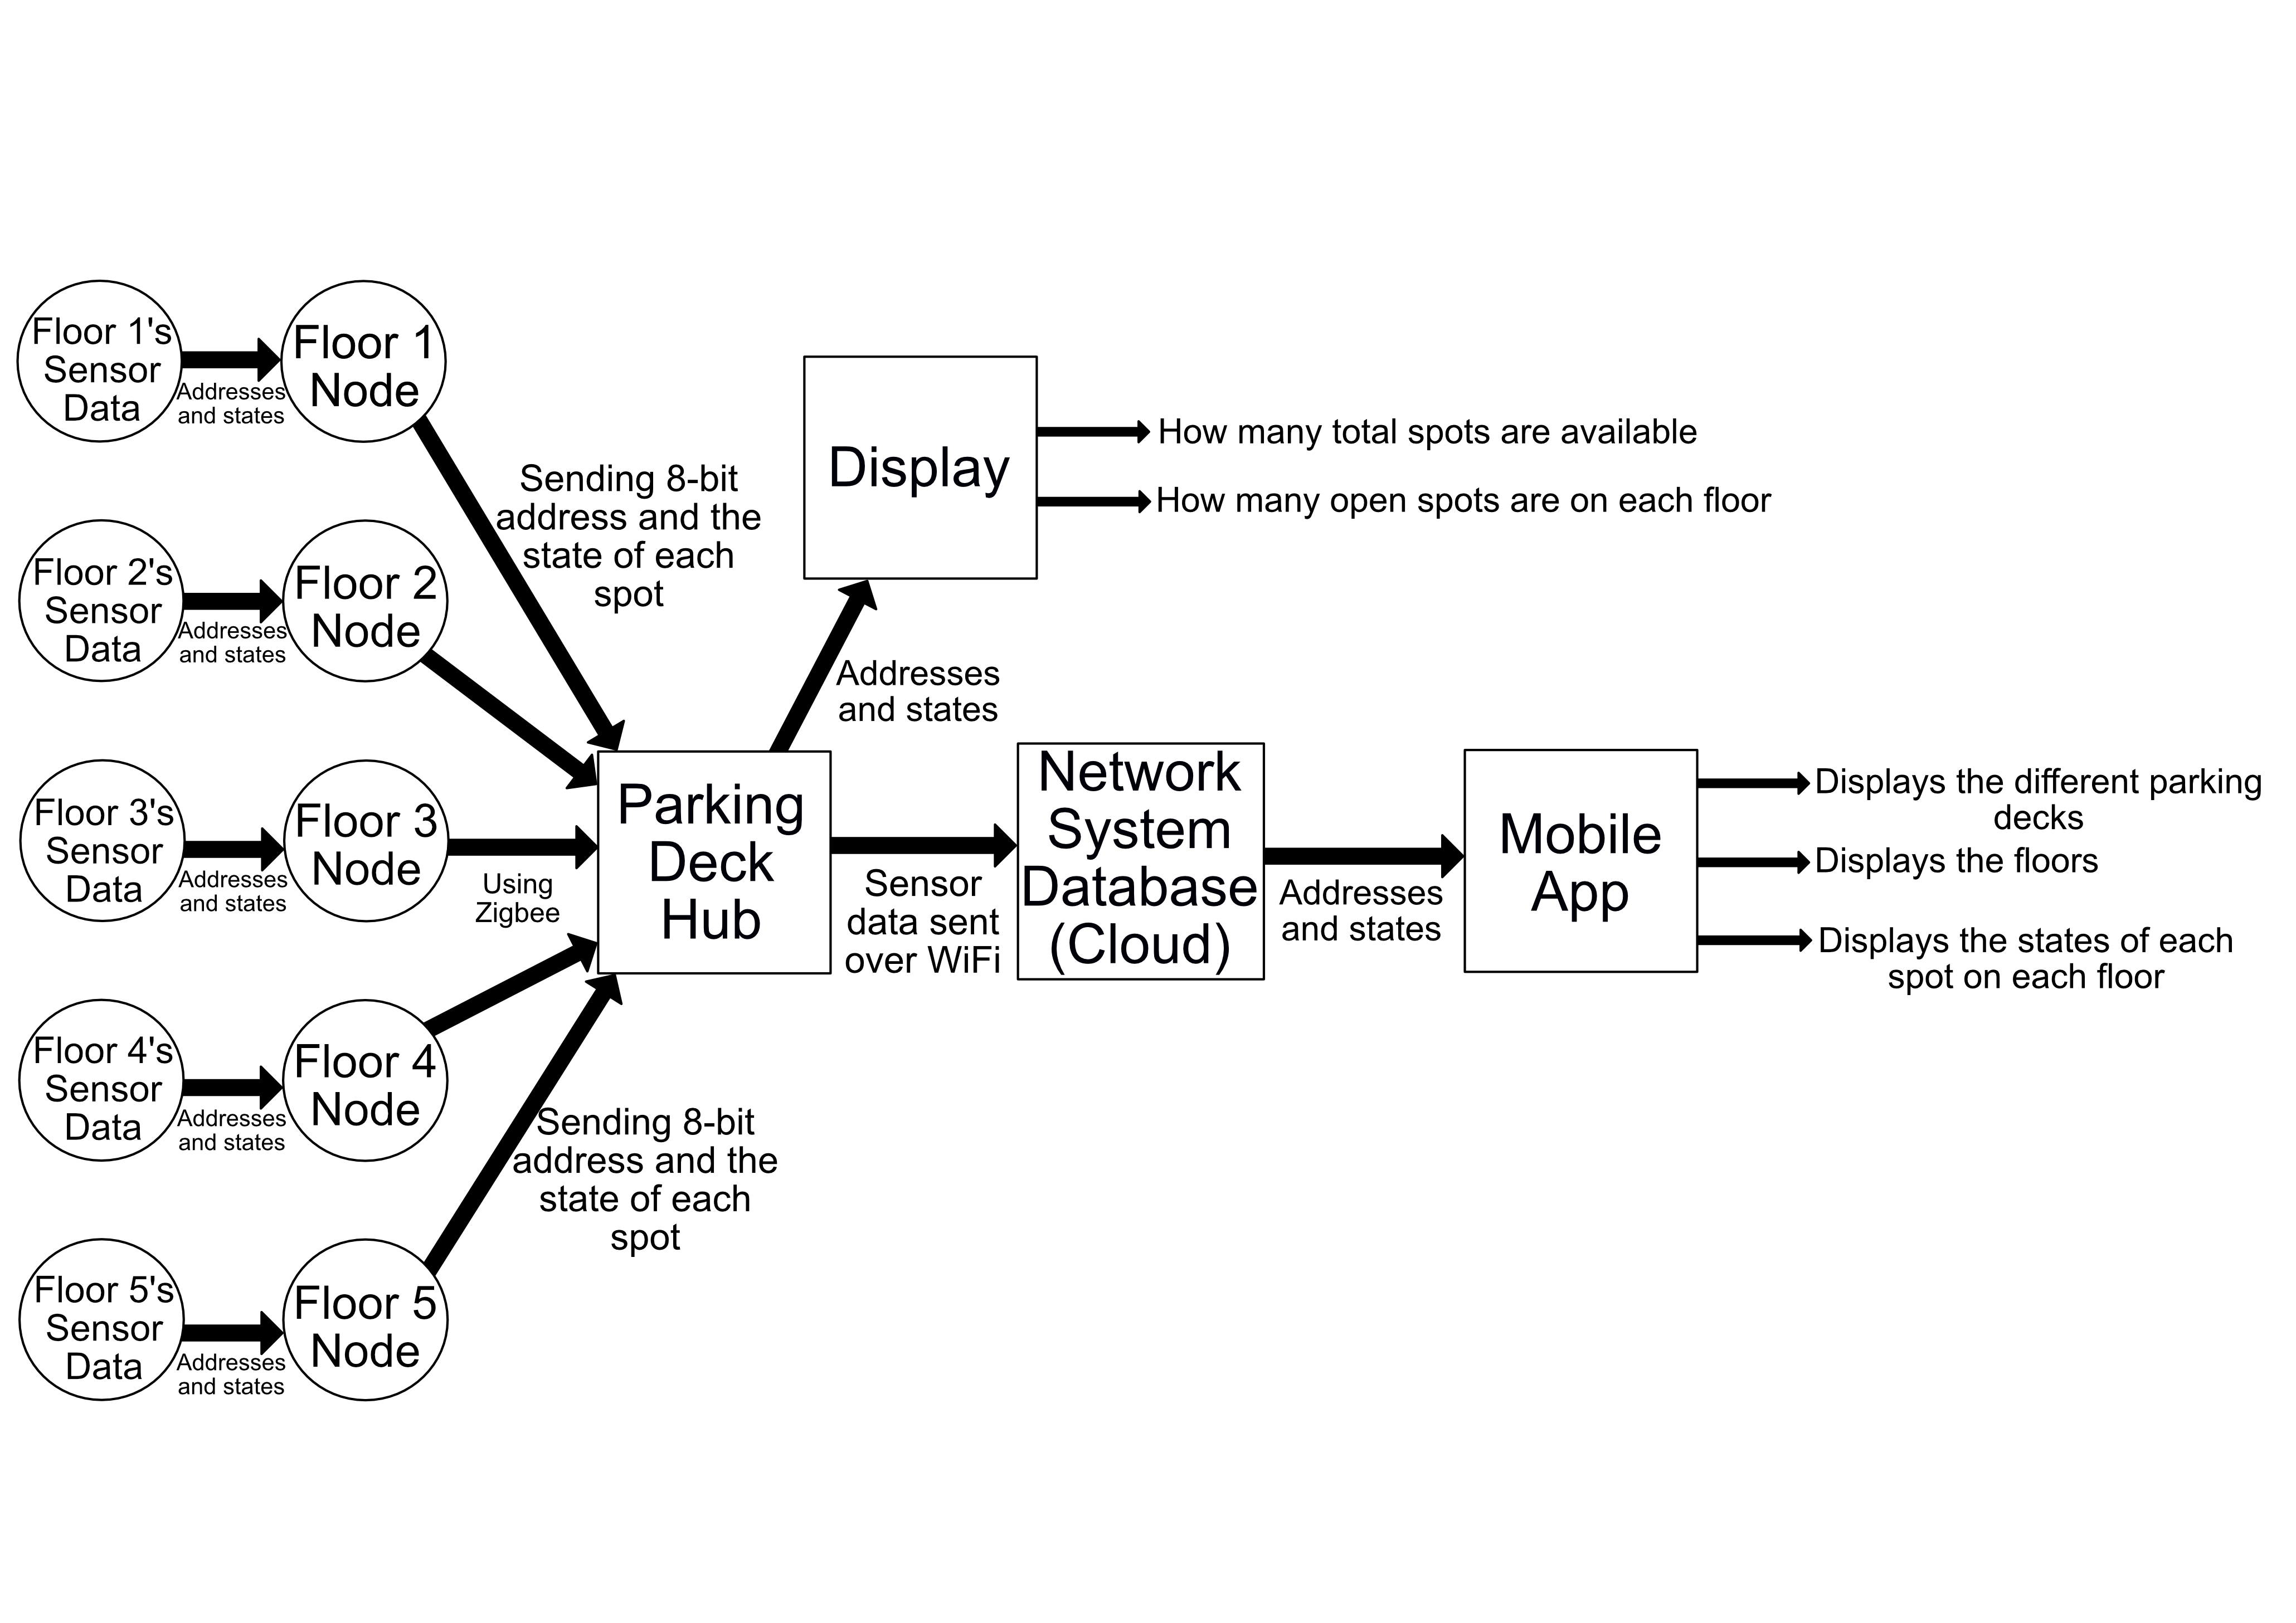 Floor 1's
Sensor
Data
Addresses
and states
Floor 1
Node
Floor 2's
Sensor
Data
Addresses
and states
Floor 2
Node
Floor 3's
Sensor
Data
Addresses
and states
Floor 3
Node
Floor 4's
Sensor
Data
Addresses
and states
Floor 4
Node
Floor 5's
Sensor
Data
Addresses
and states
Floor 5
Node
Sending 8-bit
address and the
state of each
spot
Using
Zigbee
Sending 8-bit
address and the
state of each
spot
Parking
Deck
Hub
Addresses
and states
Display
How many total spots are available
How many open spots are on each floor
Sensor
data sent
over WiFi
Network
System
Database
(Cloud)
Addresses
and states
Mobile
App
Displays the different parking
decks
Displays the floors
Displays the states of each
spot on each floor